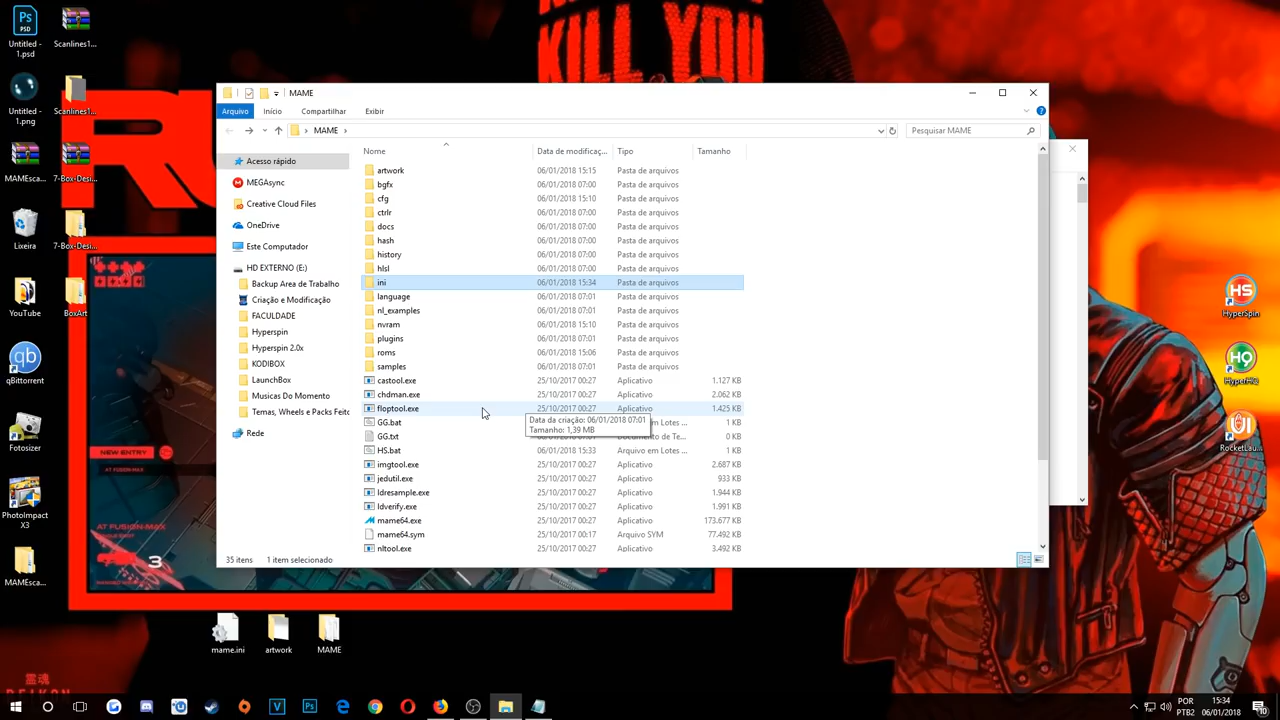 KILL YOU
Untitled -
1.psd
Scanlines1...
Untitled -
1.png
Scanlines1...
MAMEsc...
7-Box-Desi...
Lixeira
7-Box-Desi...
YouTube
BoxArt
qBittorrent
Fotosizer
PhotoImpact
X3
MAMEsca...
NEW ENTRY
AT FUSION-MAX
AT FUSION-MAX
3
霊魂
mame.ini
artwork
MAME
HyperSpin
HyperHQ
RocketLau...
MAME
Arquivo
Início
Compartilhar
Exibir
MAME
Pesquisar MAME
Acesso rápido
MEGAsync
Creative Cloud Files
OneDrive
Este Computador
HD EXTERNO (E:)
Backup Area de Trabalho
Criação e Modificação
FACULDADE
Hyperspin
Hyperspin 2.0x
KODIBOX
LaunchBox
Musicas Do Momento
Temas, Wheels e Packs Feitc
Rede
Nome Data de modificaç... Tipo Tamanho
artwork 06/01/2018 15:15 Pasta de arquivos
bgfx 06/01/2018 07:00 Pasta de arquivos
cfg 06/01/2018 15:10 Pasta de arquivos
ctrlr 06/01/2018 07:00 Pasta de arquivos
docs 06/01/2018 07:00 Pasta de arquivos
hash 06/01/2018 07:00 Pasta de arquivos
history 06/01/2018 07:00 Pasta de arquivos
hlsl 06/01/2018 07:00 Pasta de arquivos
ini 06/01/2018 15:34 Pasta de arquivos
language 06/01/2018 07:01 Pasta de arquivos
nl_examples 06/01/2018 07:01 Pasta de arquivos
nvram 06/01/2018 15:10 Pasta de arquivos
plugins 06/01/2018 07:01 Pasta de arquivos
roms 06/01/2018 15:06 Pasta de arquivos
samples 06/01/2018 07:01 Pasta de arquivos
castool.exe 25/10/2017 00:27 Aplicativo 1.127 KB
chdman.exe 25/10/2017 00:27 Aplicativo 2.062 KB
floptool.exe 25/10/2017 00:27 Aplicativo 1.425 KB
GG.bat em Lotes ... 1 KB
GG.txt Documento de Te... 0 KB
HS.bat 06/01/2018 15:33 Arquivo em Lotes ... 1 KB
imgtool.exe 25/10/2017 00:27 Aplicativo 2.687 KB
jedutil.exe 25/10/2017 00:27 Aplicativo 933 KB
ldresample.exe 25/10/2017 00:27 Aplicativo 1.944 KB
ldverify.exe 25/10/2017 00:27 Aplicativo 1.991 KB
mame64.exe 25/10/2017 00:27 Aplicativo 173.677 KB
mame64.sym 25/10/2017 00:17 Arquivo SYM 77.492 KB
nltool.exe 25/10/2017 00:27 Aplicativo 3.492 KB
Data da criação: 06/01/2018 07:01
Tamanho: 1,39 MB
35 itens 1 item selecionado
POR
PTB2
15:34
06/01/2018
10